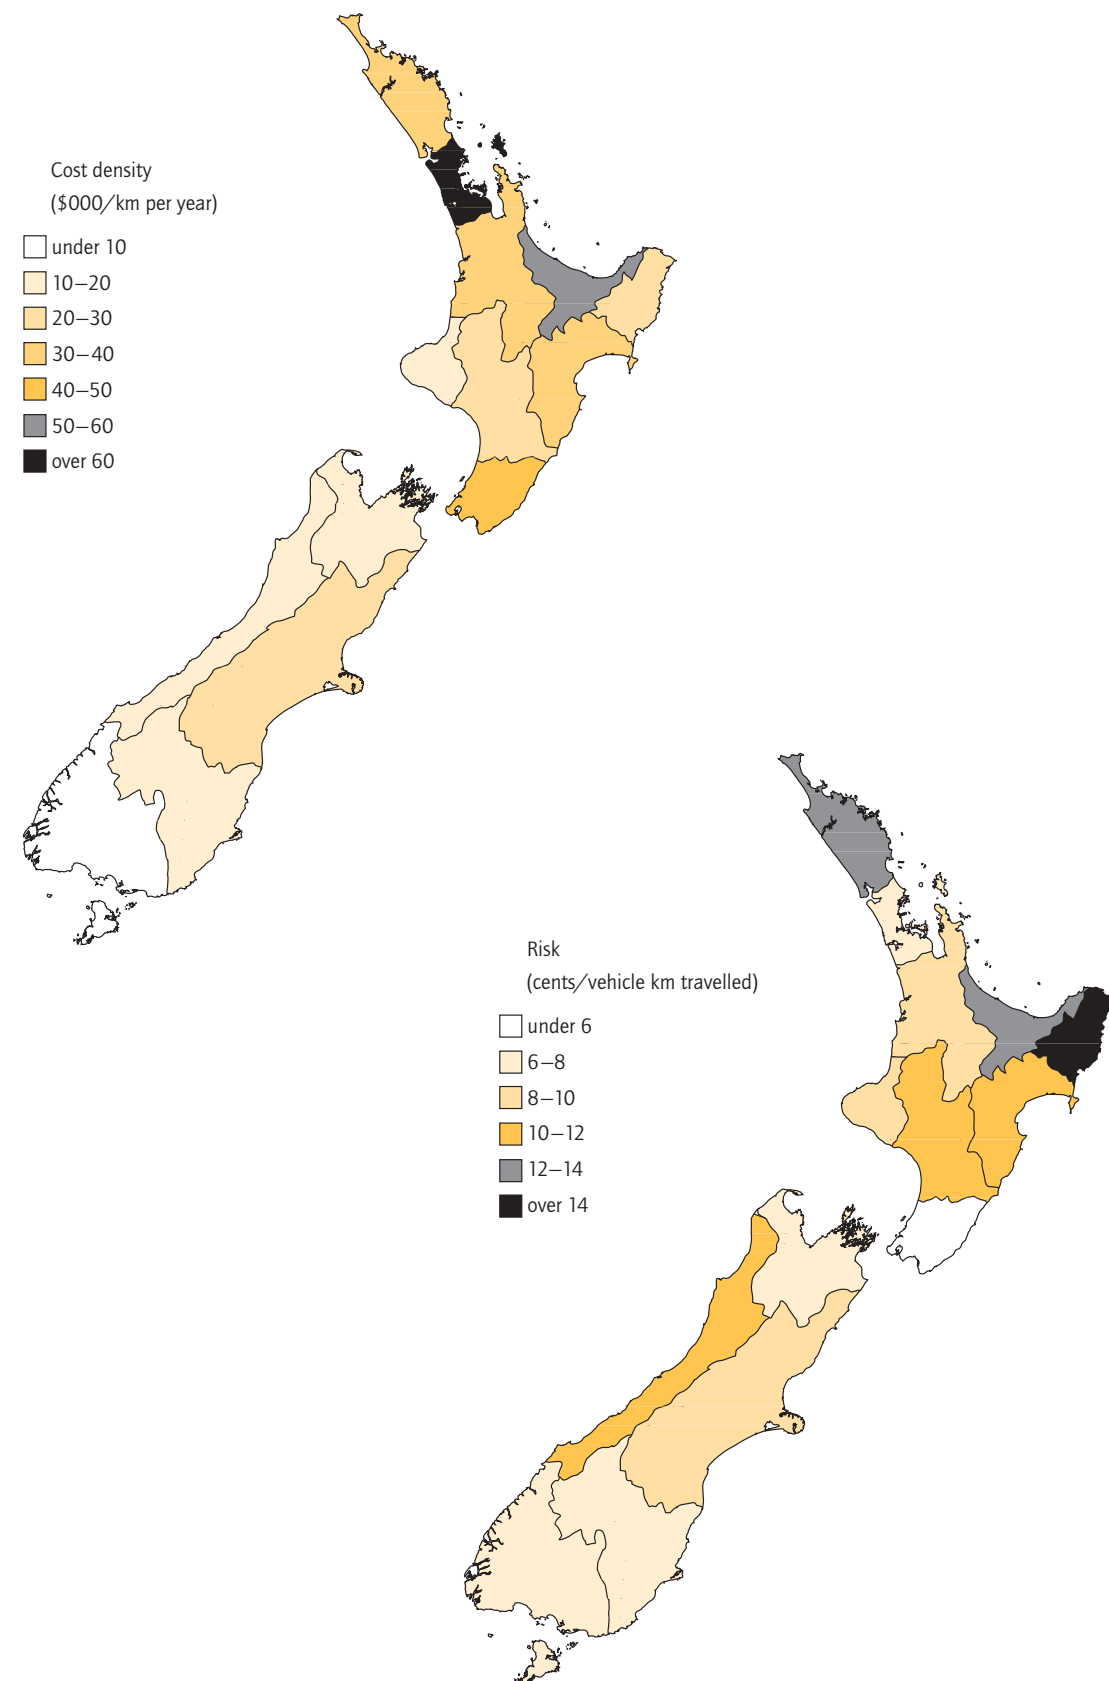 Cost density
($000/km per year)
under 10
10–20
20–30
30–40
40–50
50–60
over 60
Risk
(cents/vehicle km travelled)
under 6
6–8
8–10
10–12
12–14
over 14